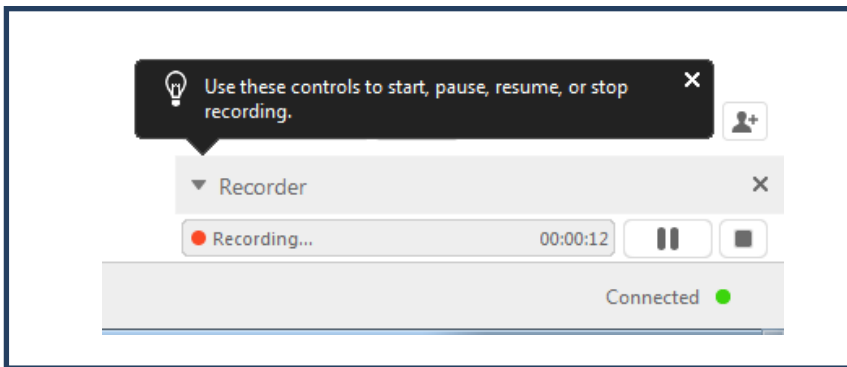 Use these controls to start, pause, resume, or stop
recording.
Recorder
Recording... 00:00:12
Connected